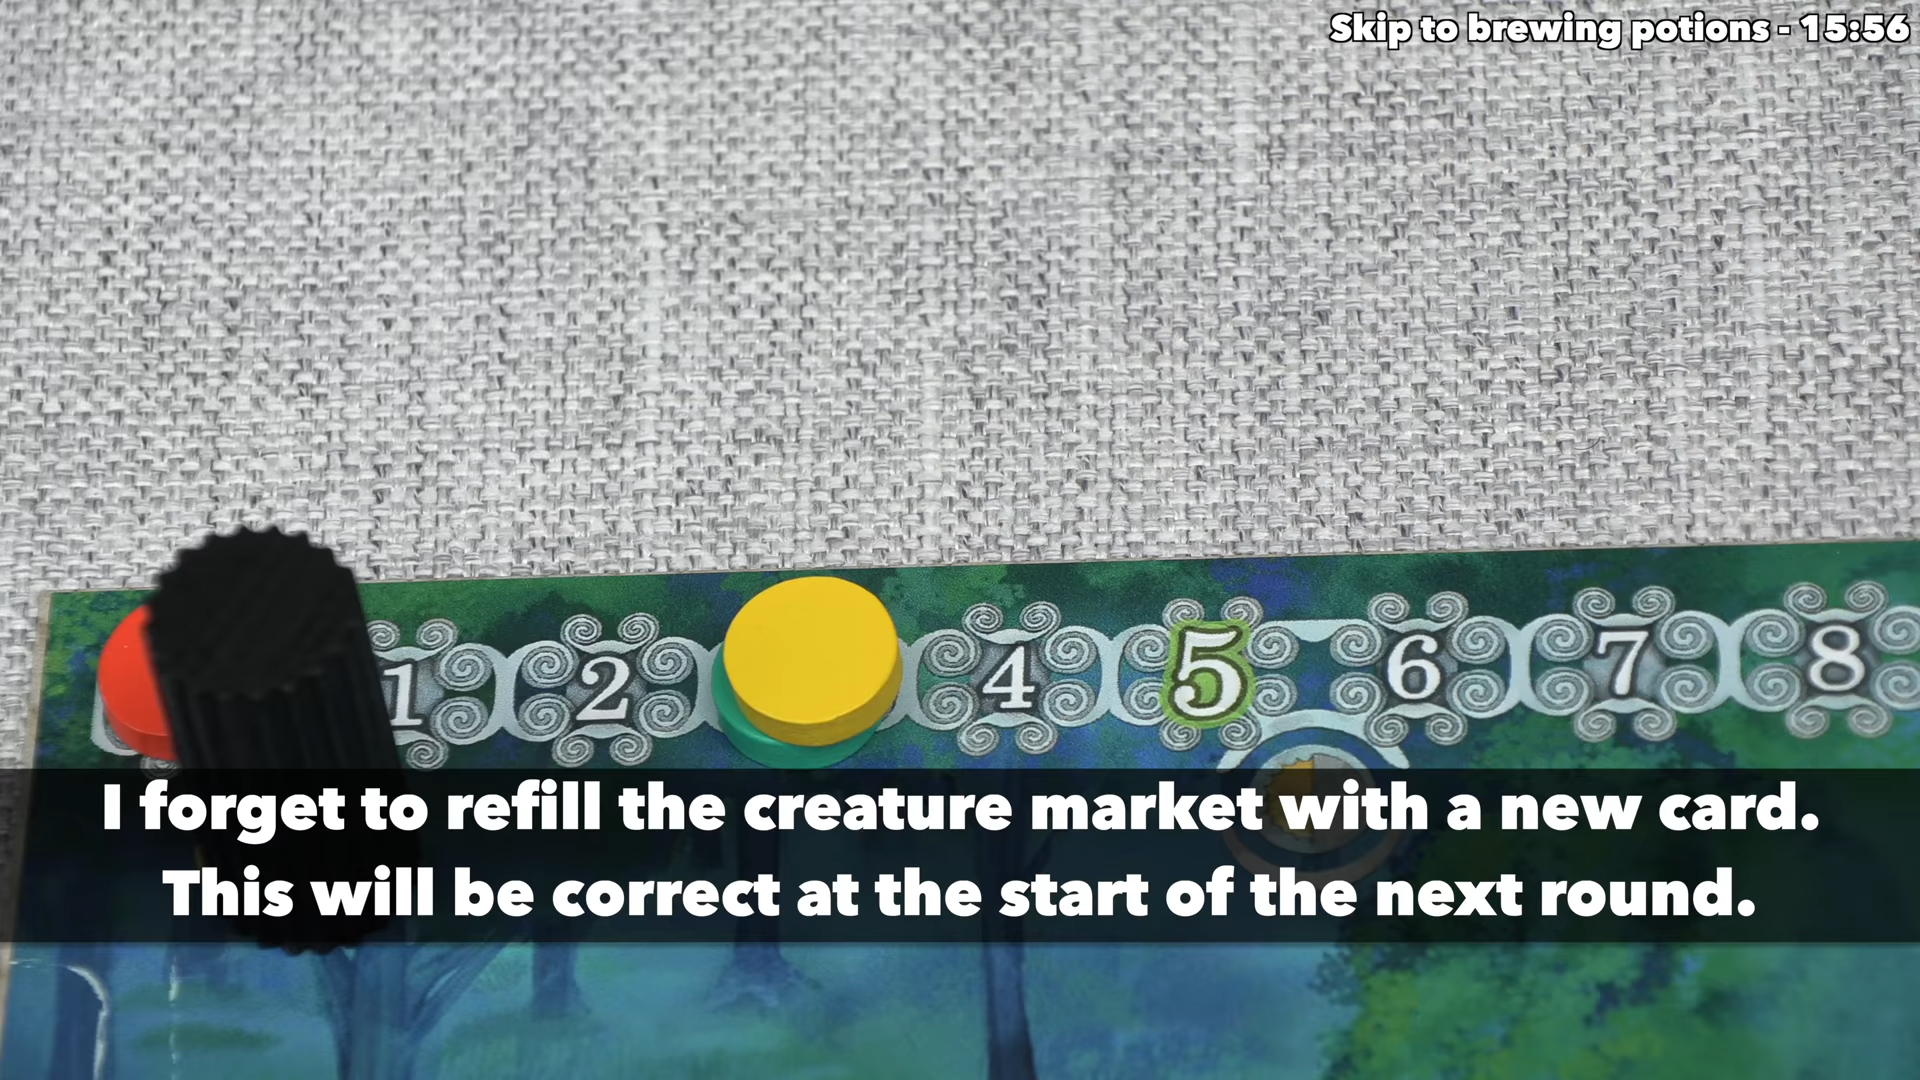 Skip to brewing potions - 15:56
1 2 4 5 6 7 8
I forget to refill the creature market with a new card.
This will be correct at the start of the next round.